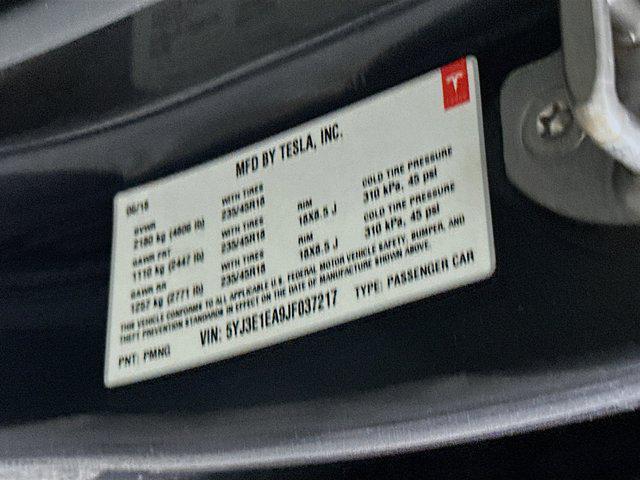 MFD BY TESLA, INC.
06/18
GVWR WITH TIRES COLD TIRE PRESSURE
2180 kg (4806 lb) 235/45R18 RIM 310 kPa, 45 psi
GAWR FRT WITH TIRES 18X8.5 J COLD TIRE PRESSURE
1110 kg (2447 lb) 235/45R18 RIM 310 kPa, 45 psi
GAWR RR WITH TIRES 18X8.5 J
1257 kg (2771 lb) 235/45R18
THIS VEHICLE CONFORMS TO ALL APPLICABLE U.S. FEDERAL MOTOR VEHICLE SAFETY, BUMPER, AND
THEFT PREVENTION STANDARDS IN EFFECT ON THE DATE OF MANUFACTURE SHOWN ABOVE.
VIN: 5YJ3E1EA9JF037217 TYPE: PASSENGER CAR
PNT: PMNG